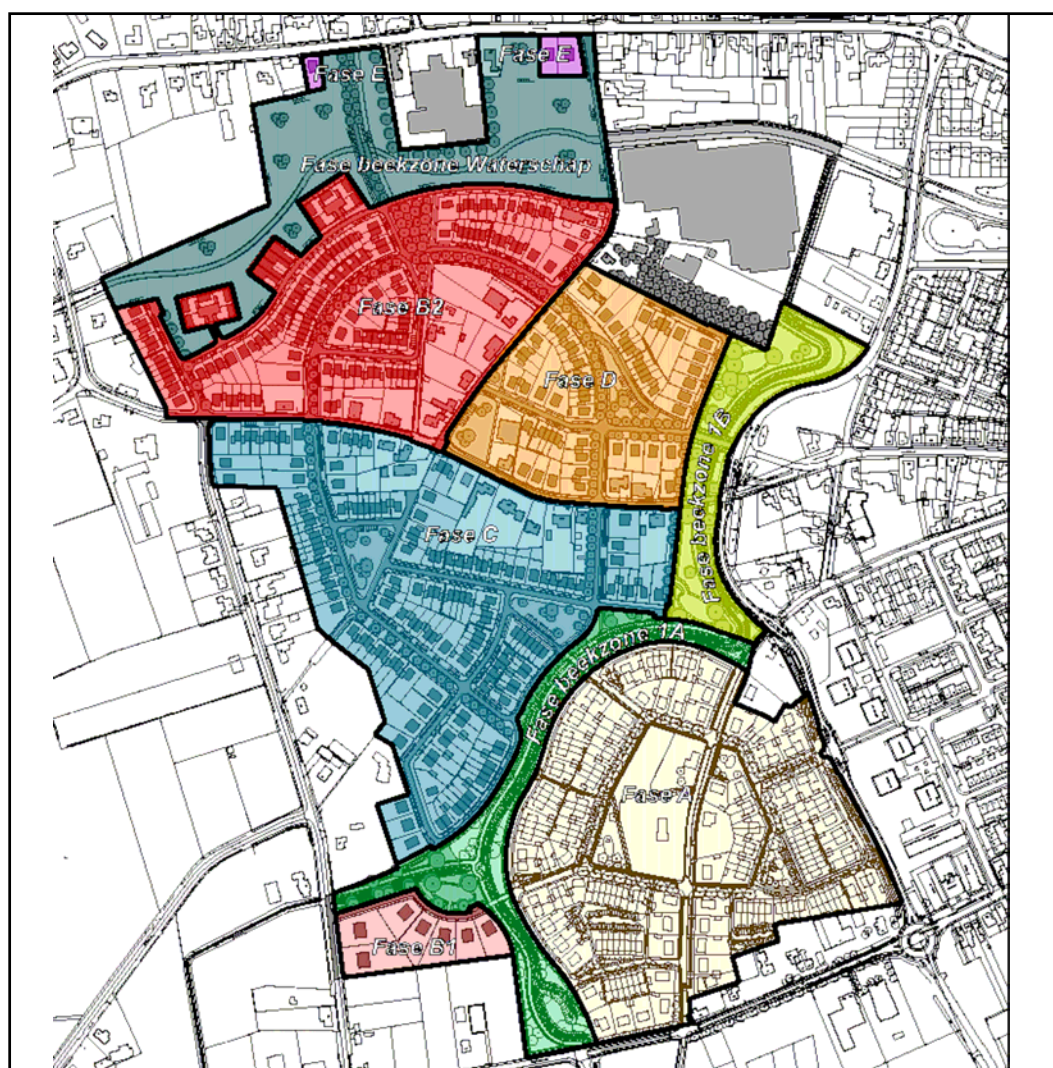 Fase E
Fase E
Fase beekzone Waterschap
Fase B2
Fase D
Fase beekzone 1B
Fase C
Fase beekzone 1A
Fase A
Fase B1